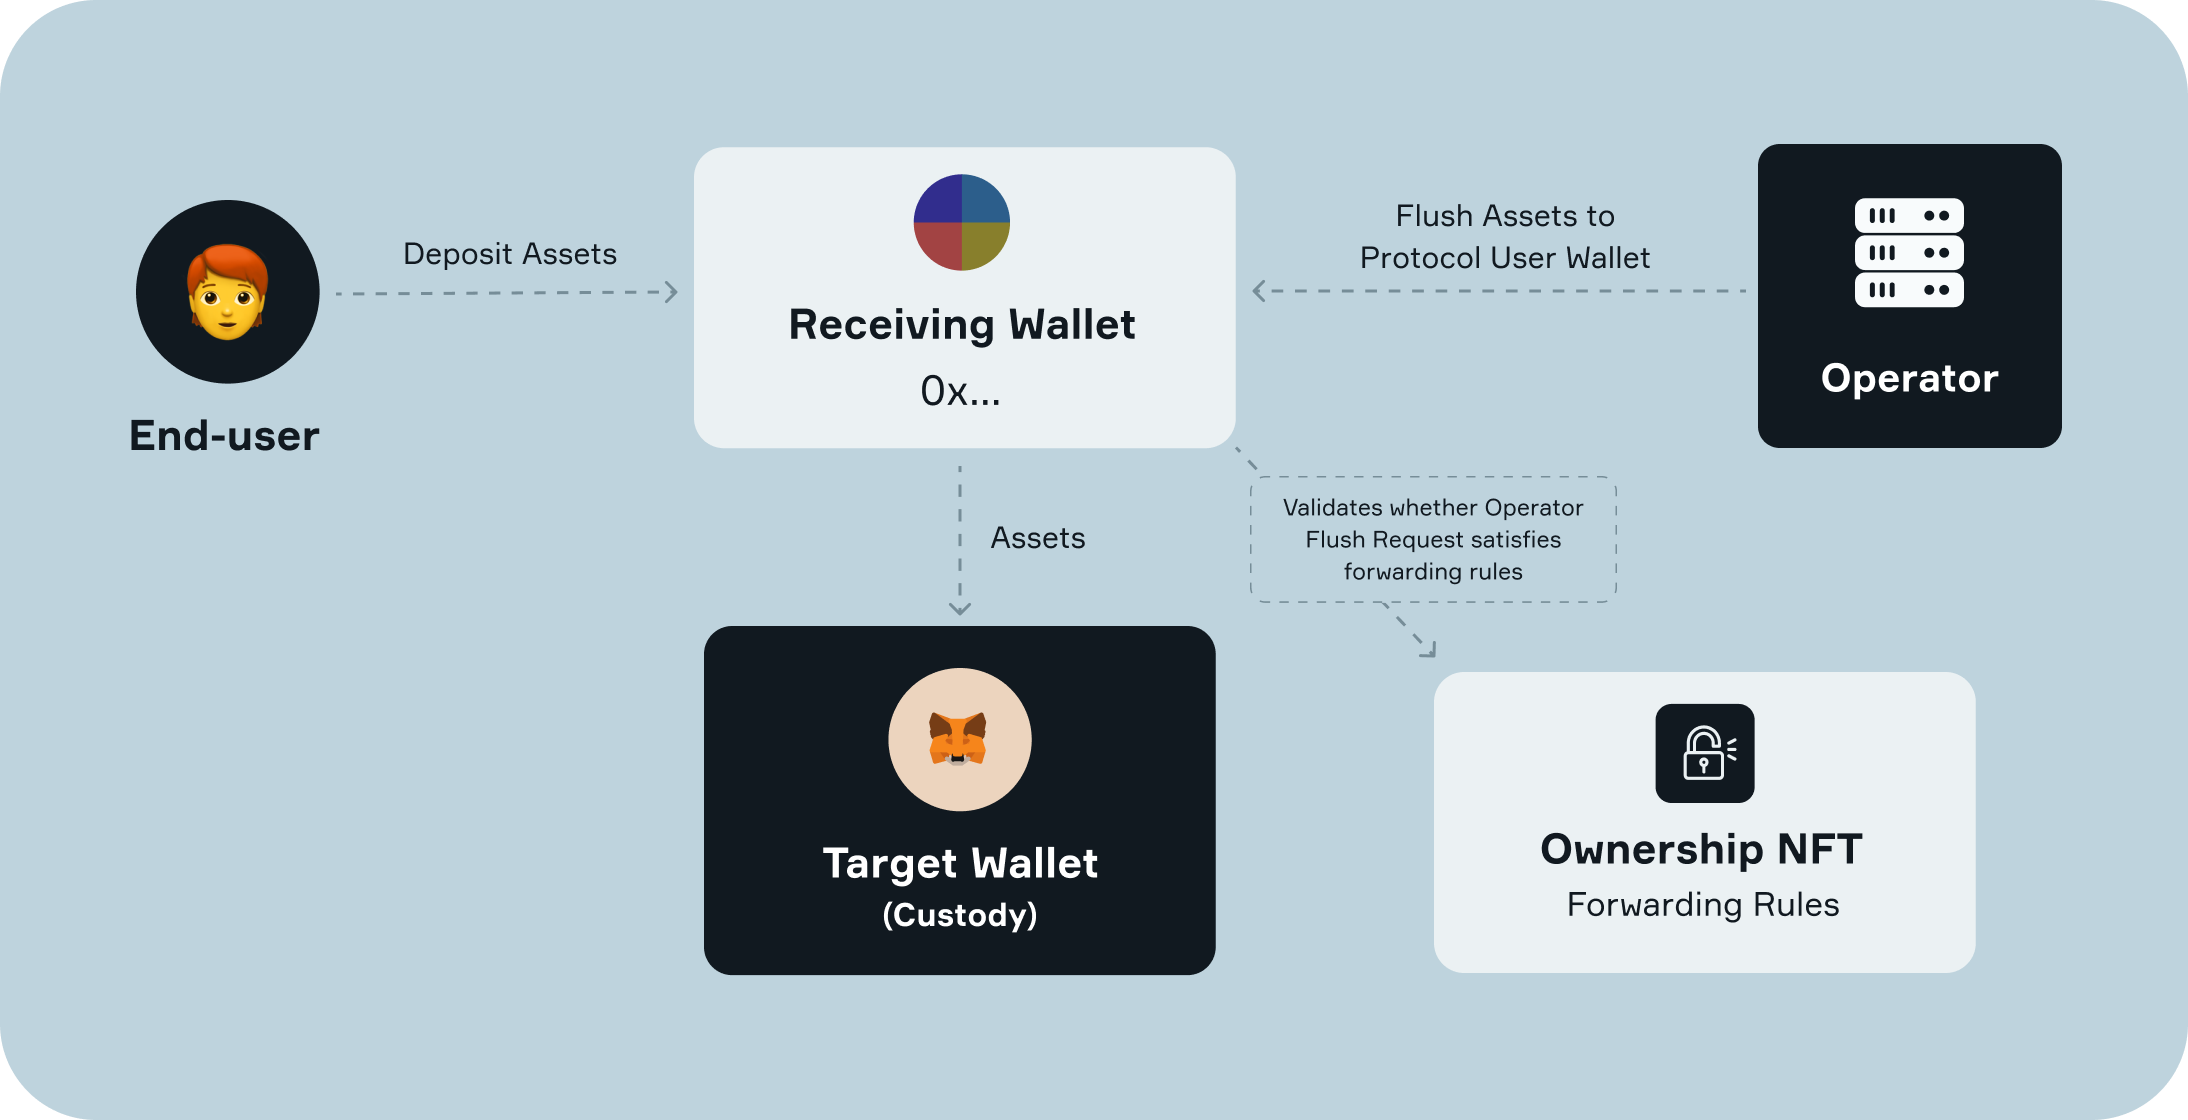 Deposit Assets
End-user
Receiving Wallet
0x...
Flush Assets to
Protocol User Wallet
Operator
Assets
Validates whether Operator
Flush Request satisfies
forwarding rules
Target Wallet
(Custody)
Ownership NFT
Forwarding Rules